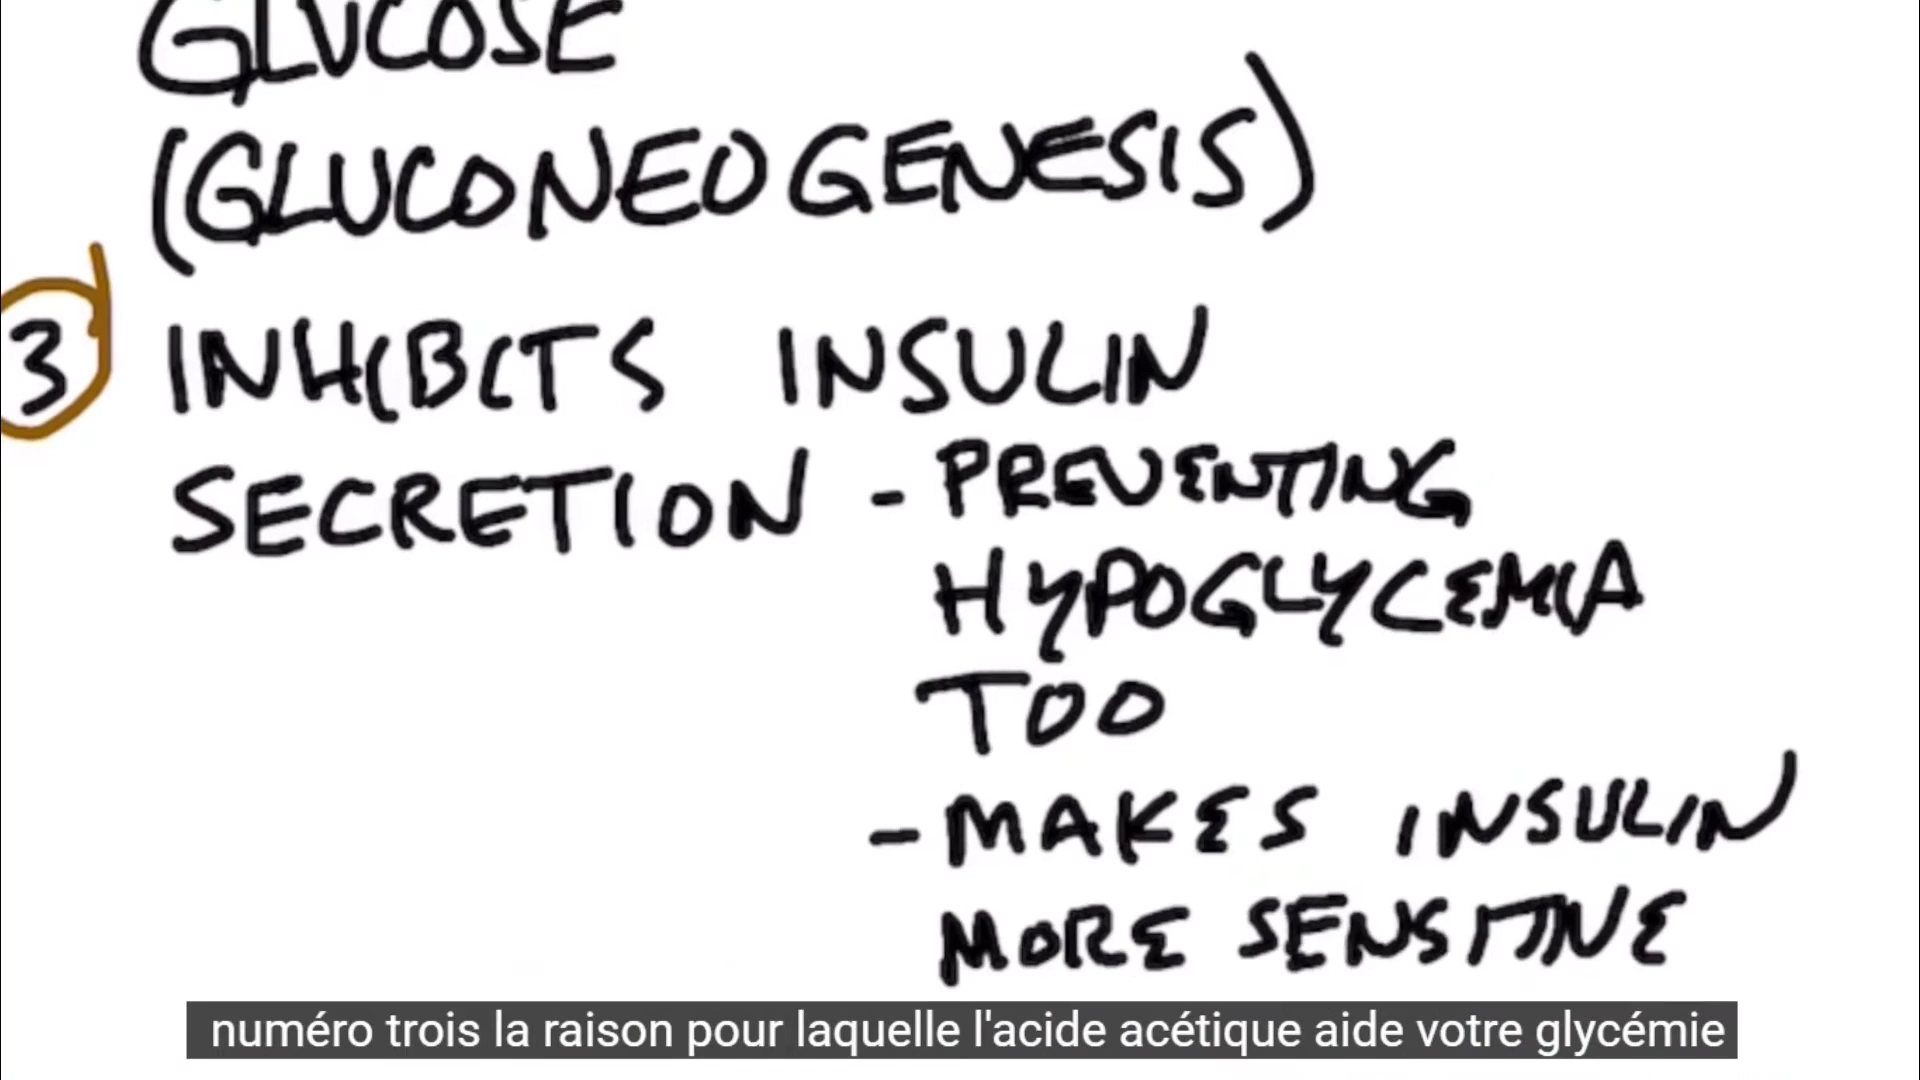 GLUCOSE
(GLUCONEOGENESIS)
3 INHIBITS INSULIN
SECRETION - PREVENTING
HYPOGLYCEMIA
TOO
- MAKES INSULIN
MORE SENSITIVE
numéro trois la raison pour laquelle l'acide acétique aide votre glycémie